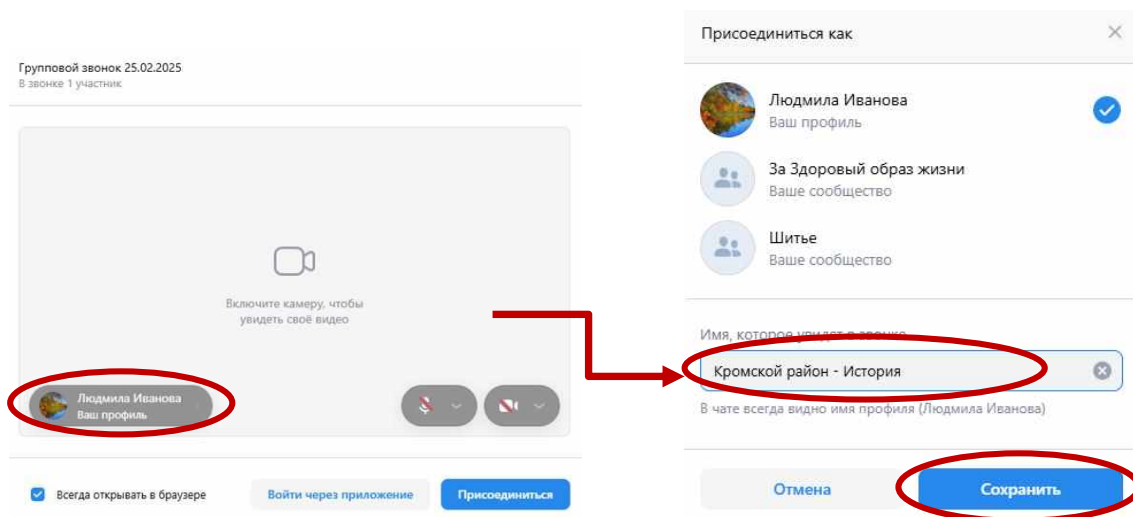 Групповой звонок 25.02.2025
В звонке 1 участник
Включите камеру, чтобы
увидеть своё видео
Людмила Иванова
Ваш профиль
Всегда открывать в браузере
Войти через приложение
Присоединиться
Присоединиться как
Людмила Иванова
Ваш профиль
За Здоровый образ жизни
Ваше сообщество
Шитье
Ваше сообщество
Имя, которое увидят в звонке
Кромской район - История
В чате всегда видно имя профиля (Людмила Иванова)
Отмена
Сохранить